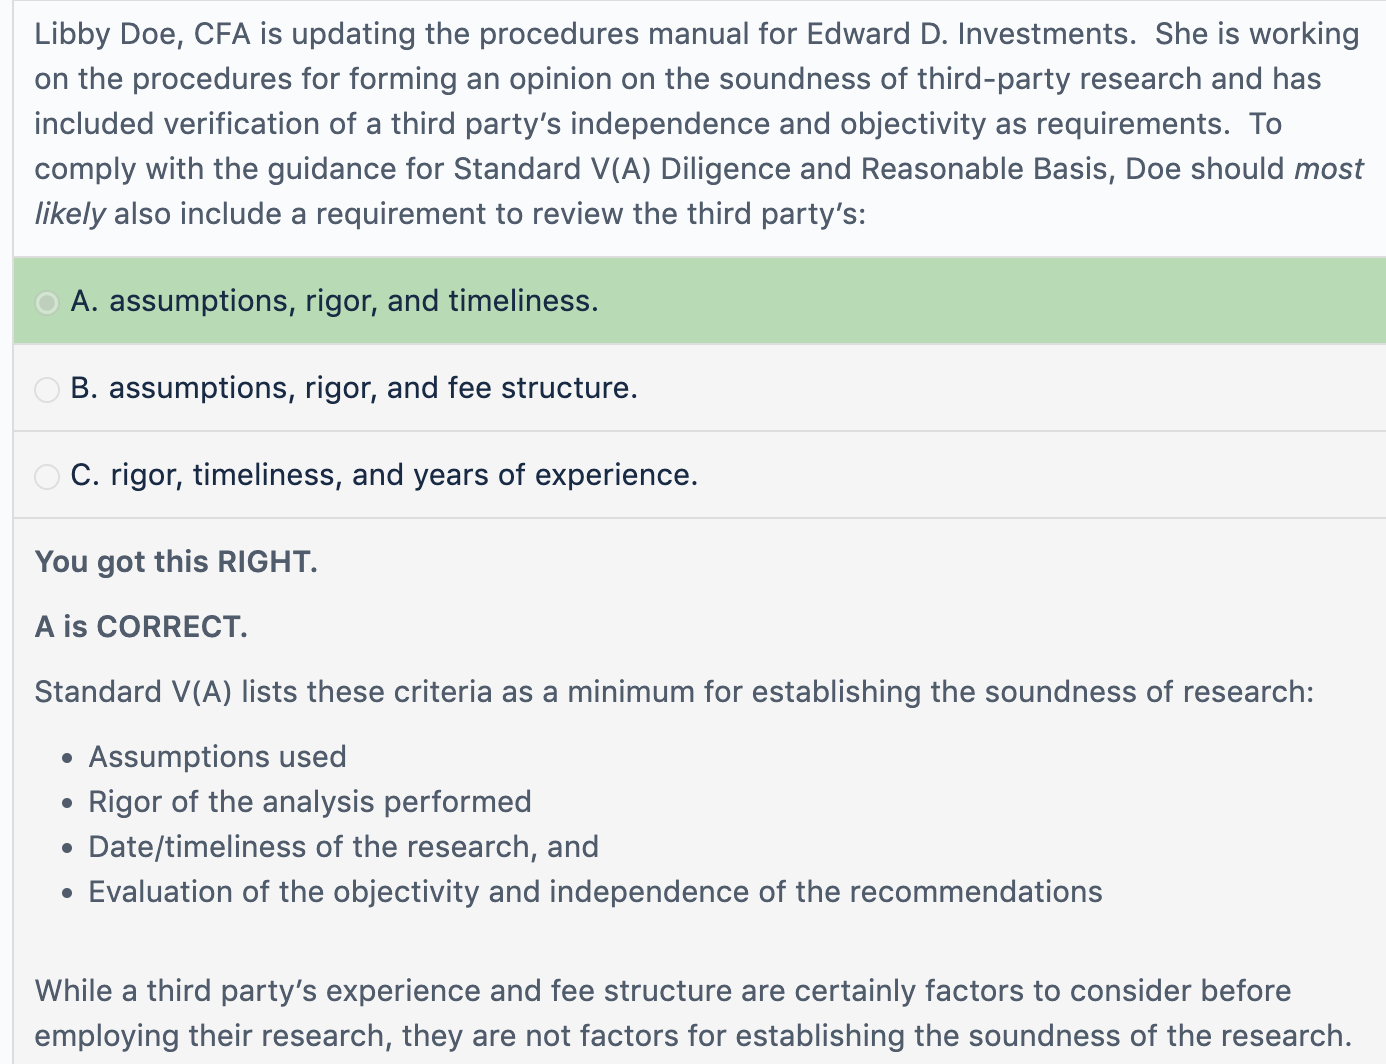 Libby Doe, CFA is updating the procedures manual for Edward D. Investments.  She is working
on the procedures for forming an opinion on the soundness of third-party research and has
included verification of a third party’s independence and objectivity as requirements.  To
comply with the guidance for Standard V(A) Diligence and Reasonable Basis, Doe should most
likely also include a requirement to review the third party’s:
A. assumptions, rigor, and timeliness.
B. assumptions, rigor, and fee structure.
C. rigor, timeliness, and years of experience.
You got this RIGHT.
A is CORRECT.
Standard V(A) lists these criteria as a minimum for establishing the soundness of research:
• Assumptions used
• Rigor of the analysis performed
• Date/timeliness of the research, and
• Evaluation of the objectivity and independence of the recommendations
While a third party’s experience and fee structure are certainly factors to consider before
employing their research, they are not factors for establishing the soundness of the research.